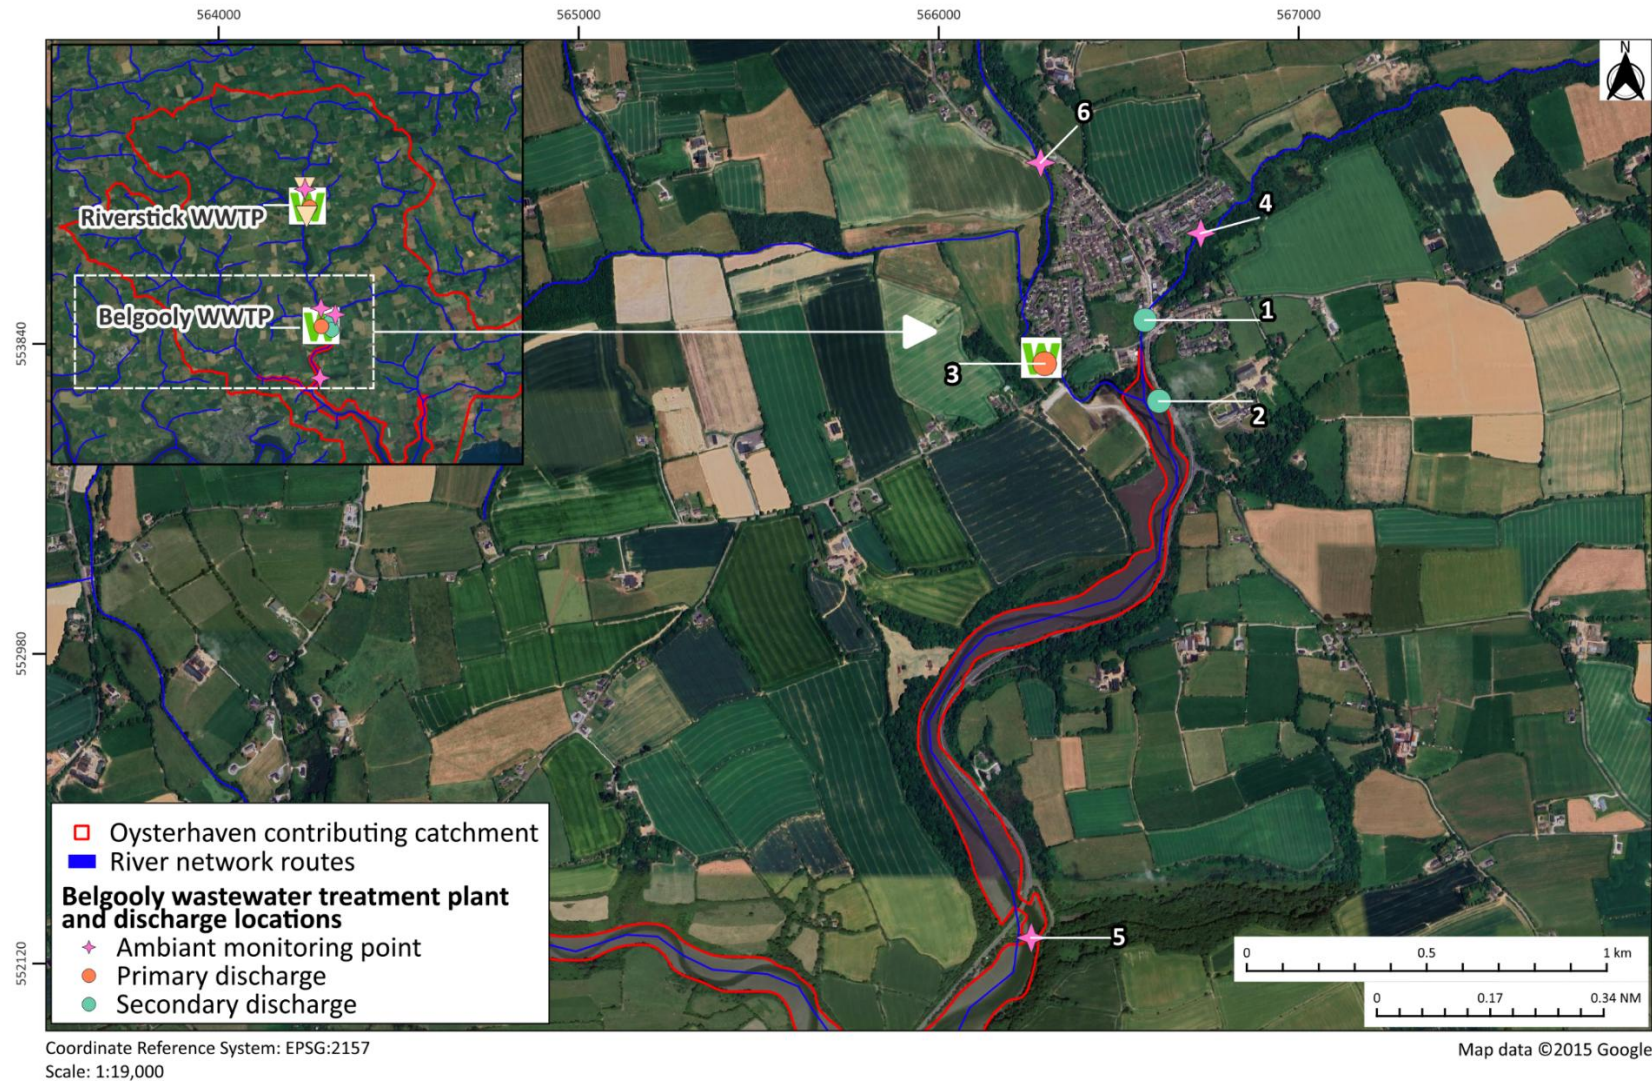 564000
565000
566000
567000
N
6
4
Riverstick WWTP
1
Belgooly WWTP
553840
W
W
W
3
2
552980
Oysterhaven contributing catchment
River network routes
Belgooly wastewater treatment plant
and discharge locations
Ambiant monitoring point
Primary discharge
Secondary discharge
5
552120
0 0.5 1 km
0 0.17 0.34 NM
Coordinate Reference System: EPSG:2157
Map data ©2015 Google
Scale: 1:19,000